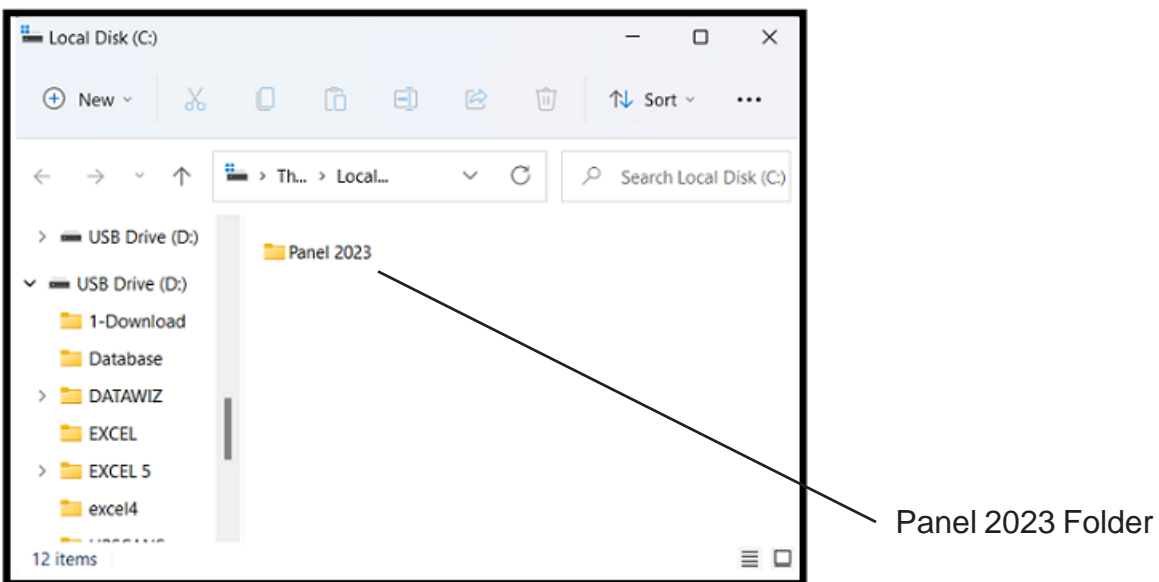 Local Disk (C:)
New
Sort
Th... > Local...
Search Local Disk (C:)
USB Drive (D:)
Panel 2023
USB Drive (D:)
1-Download
Database
DATAWIZ
EXCEL
EXCEL 5
excel4
Panel 2023 Folder
12 items